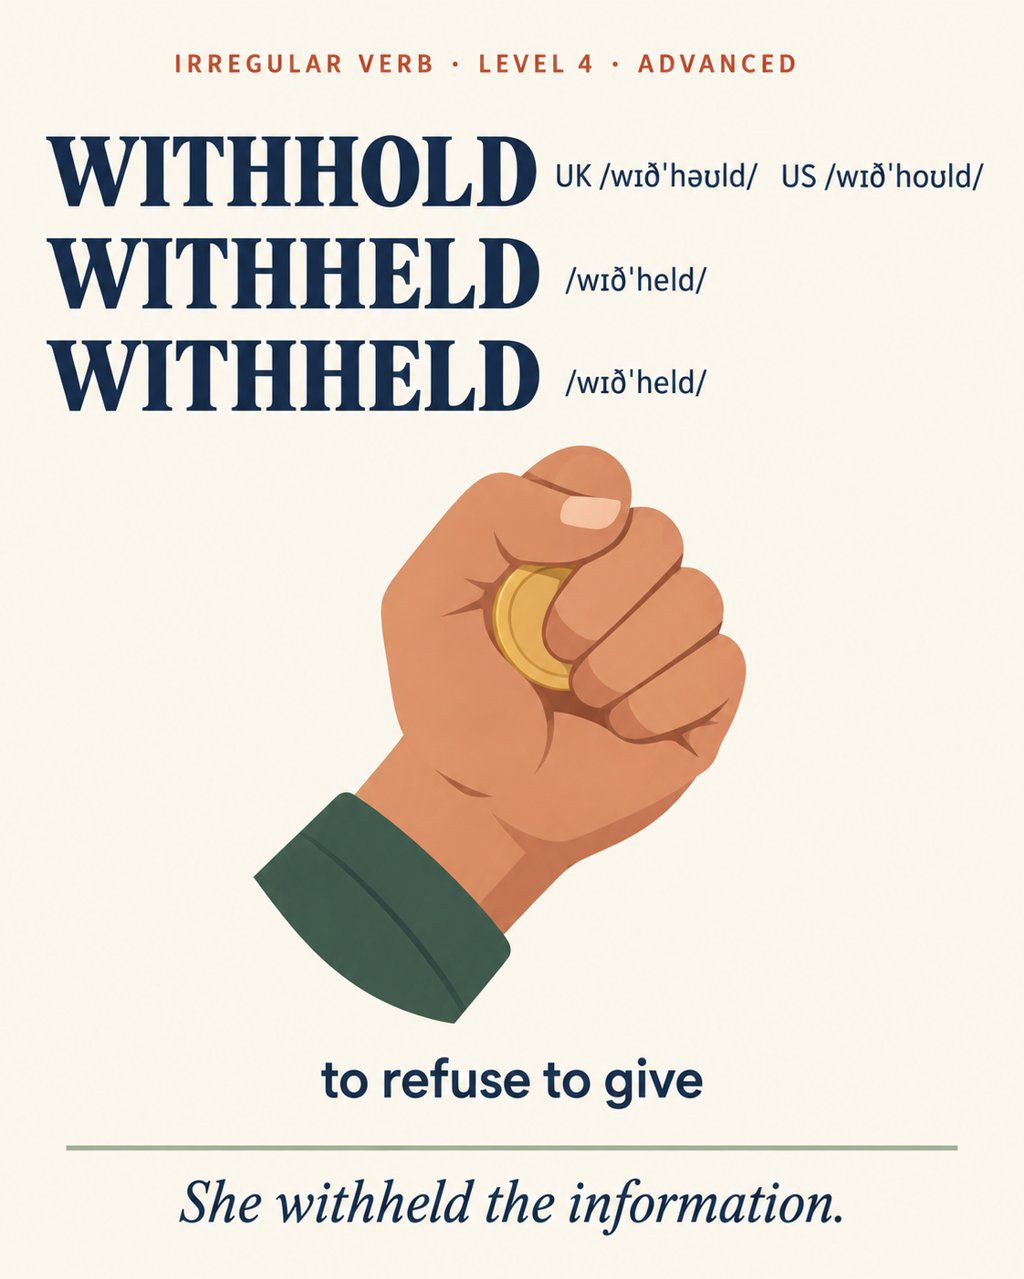 IRREGULAR VERB · LEVEL 4 · ADVANCED
WITHHOLD UK /wɪðˈhəʊld/ US /wɪðˈhoʊld/
WITHHELD /wɪðˈheld/
WITHHELD /wɪðˈheld/
to refuse to give
She withheld the information.